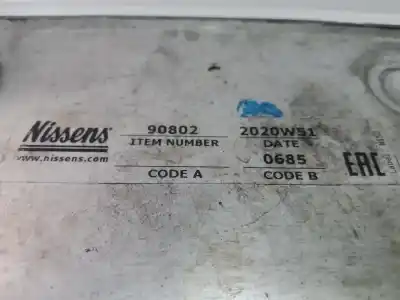 Nissens
www.nissens.com
90802
ITEM NUMBER
CODE A
2020W51
DATE
0685
CODE B
EAC